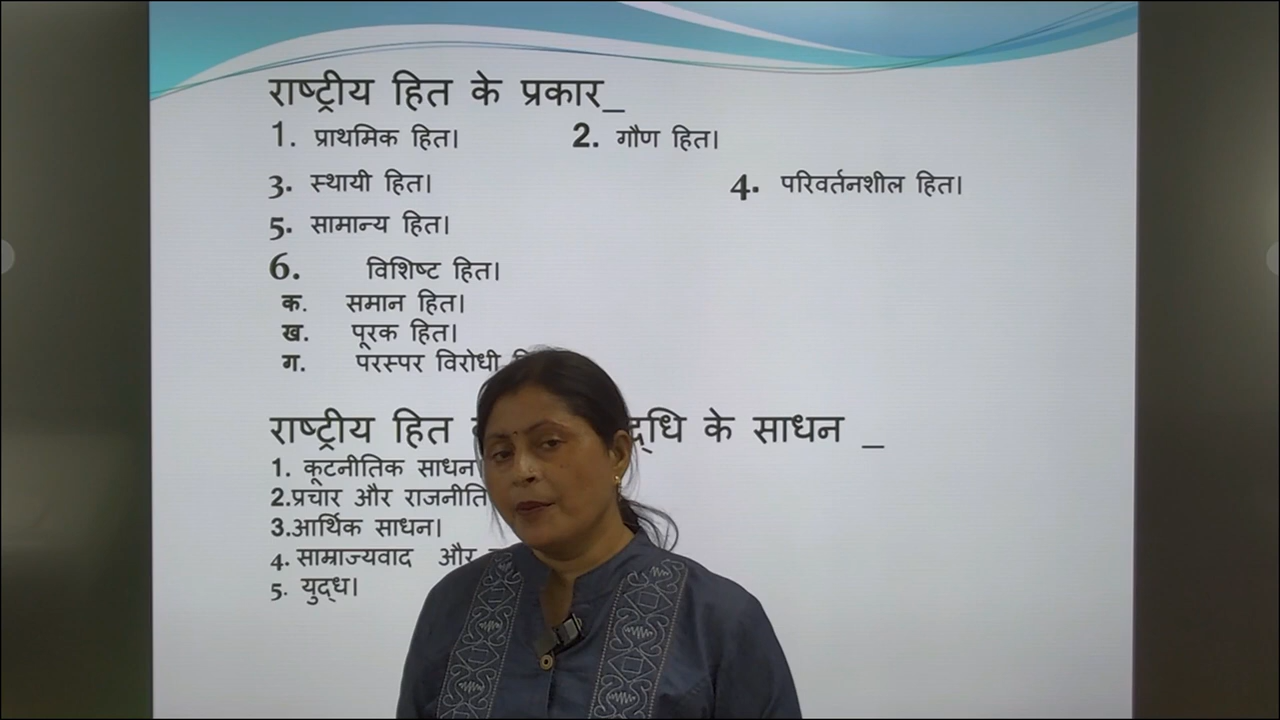 राष्ट्रीय हित के प्रकार_
1. प्राथमिक हित। 2. गौण हित।
3. स्थायी हित। 4. परिवर्तनशील हित।
5. सामान्य हित।
6. विशिष्ट हित।
क. समान हित।
ख. पूरक हित।
ग. परस्पर विरोधी
राष्ट्रीय हित के साधन _
1. कूटनीतिक साधन
2.प्रचार और
3.आर्थिक साधन।
4. साम्राज्यवाद और
5. युद्ध।